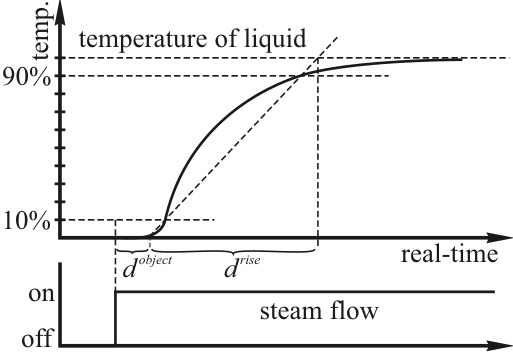 temp.
temperature of liquid
90%
10%
real-time
d^object
d^rise
on
steam flow
off